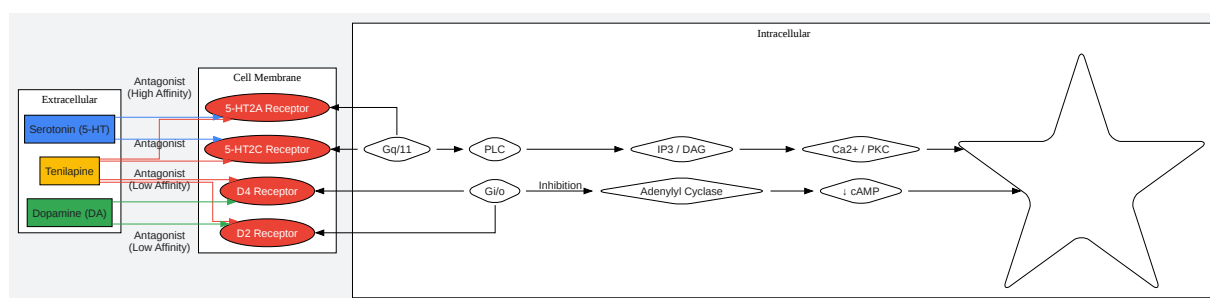 Intracellular
Cell Membrane
Extracellular
Antagonist
(High Affinity)
5-HT2A Receptor
Serotonin (5-HT)
Antagonist
5-HT2C Receptor
Gq/11
PLC
IP3 / DAG
Ca2+ / PKC
Tenilapine
Antagonist
(Low Affinity)
D4 Receptor
Gi/o
Inhibition
Adenylyl Cyclase
↓ cAMP
Dopamine (DA)
D2 Receptor
Antagonist
(Low Affinity)